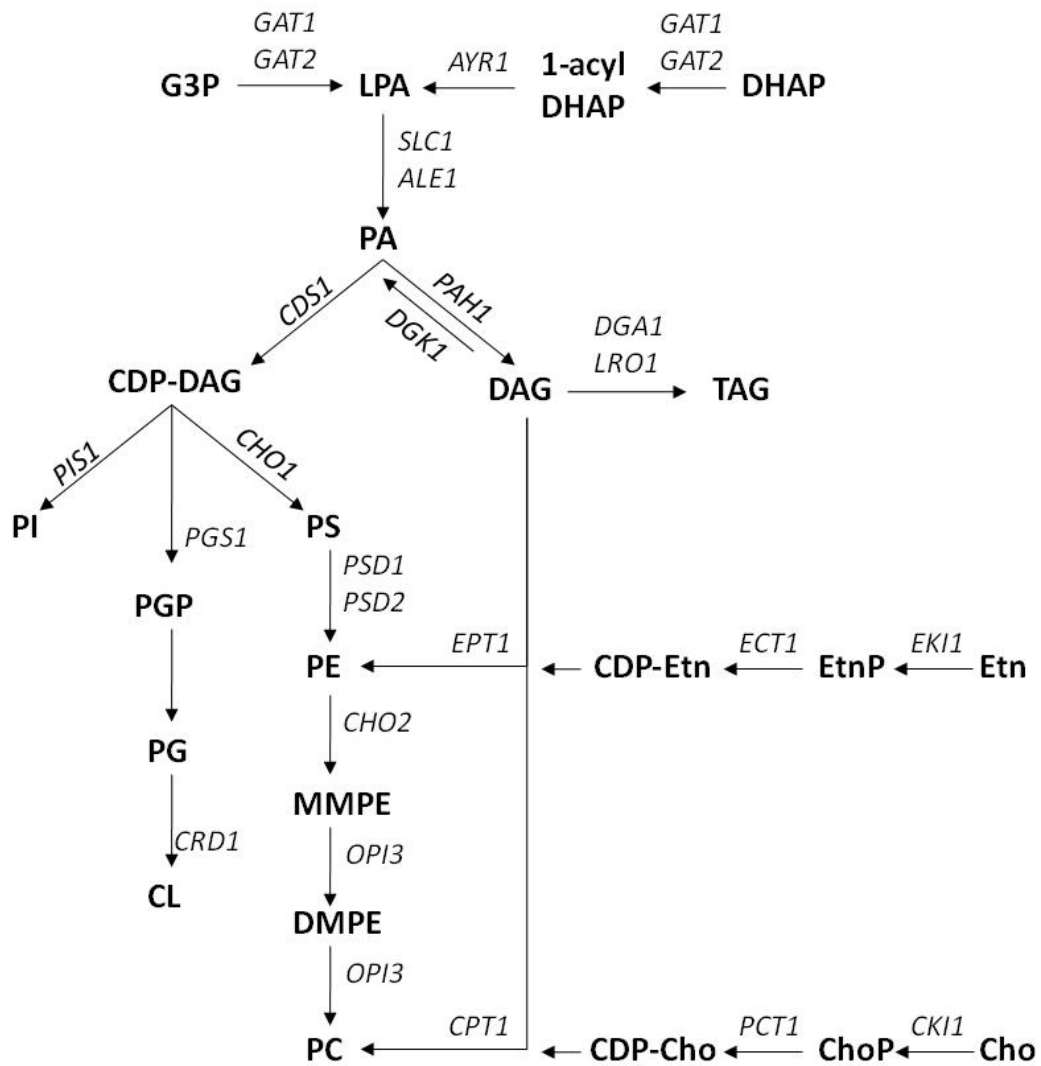 GAT1
GAT2
GAT1
GAT2
AYR1
G3P
LPA
1-acyl
DHAP
DHAP
SLC1
ALE1
PA
CDS1
PAH1
DGK1
DGA1
LRO1
CDP-DAG
DAG
TAG
PIS1
CHO1
PI
PS
PGS1
PSD1
PSD2
PGP
EPT1
ECT1
EKI1
PE
CDP-Etn
EtnP
Etn
CHO2
PG
MMPE
CRD1
OPI3
CL
DMPE
OPI3
CPT1
PCT1
CKI1
PC
CDP-Cho
ChoP
Cho